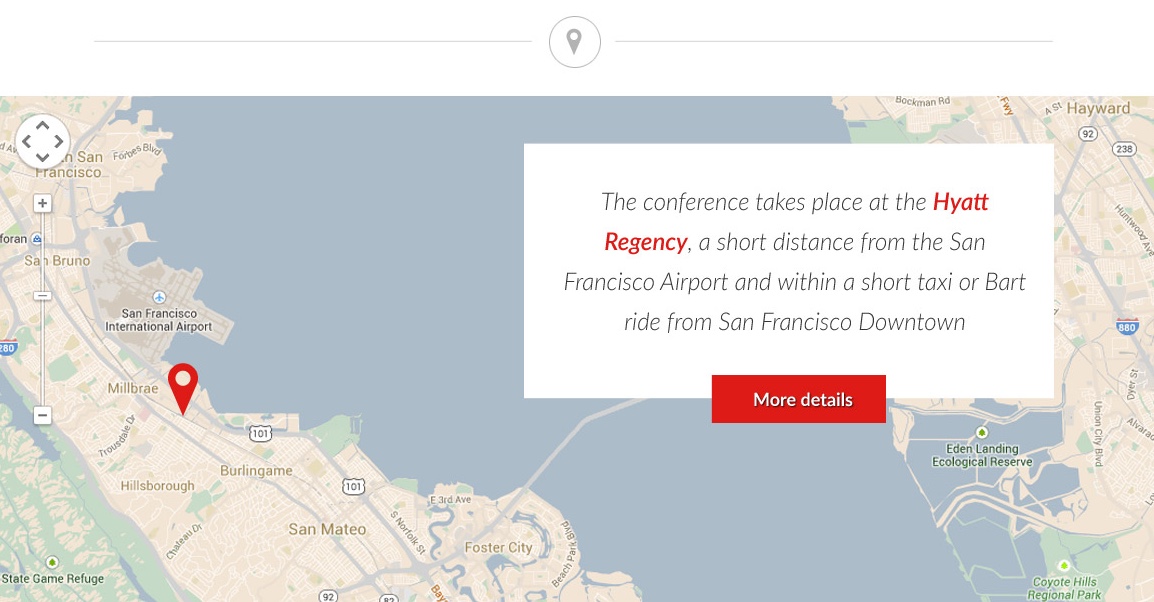 Bockman Rd
Fwy
A St
Hayward
92
238
San
Francisco
Forbes Blvd
The conference takes place at the Hyatt
Regency, a short distance from the San
Francisco Airport and within a short taxi or Bart
ride from San Francisco Downtown
More details
Huntwood Ave
foran
San Bruno
San Francisco
International Airport
280
880
Millbrae
Dyer St
Trousdale Dr
101
Union City Blvd
Alvarado
Eden Landing
Ecological Reserve
Burlingame
Hillsborough
101
E 3rd Ave
San Mateo
S Norfolk St
Chateau Dr
Foster City
Beach Park Blvd
State Game Refuge
Coyote Hills
Regional Park
92
82
Bay